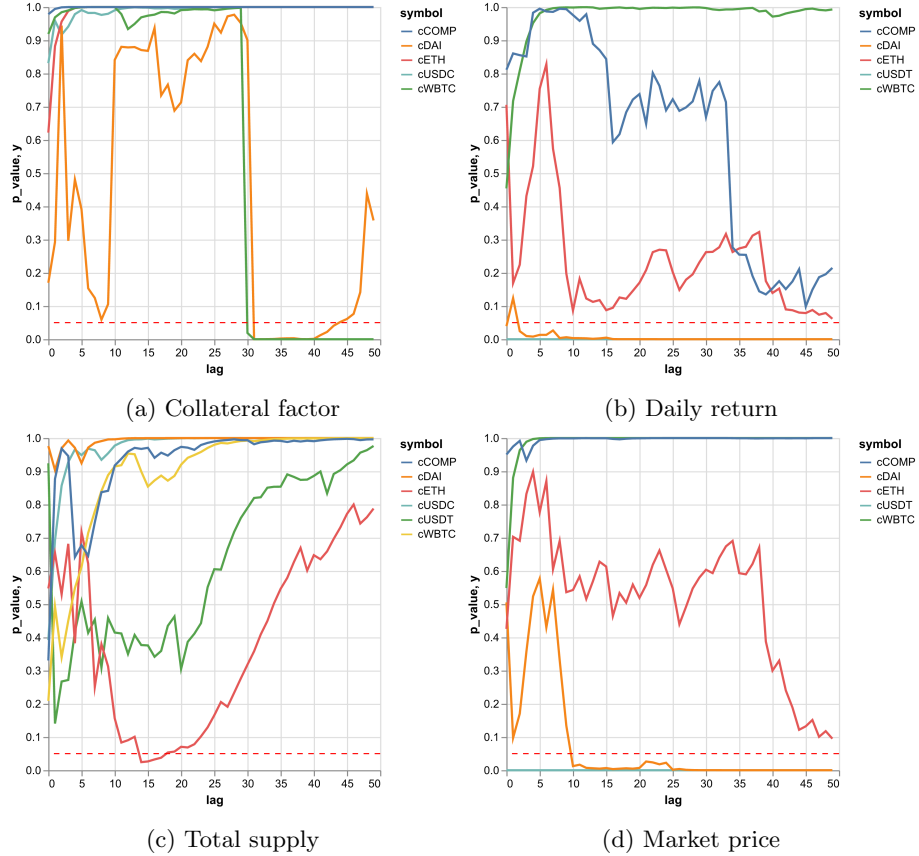 1.0
0.9
0.8
0.7
0.6
0.5
0.4
0.3
0.2
0.1
0.0
p_value, y
0 5 10 15 20 25 30 35 40 45 50
lag
symbol
cCOMP
cDAI
cETH
cUSDC
cWBTC
(a) Collateral factor
1.0
0.9
0.8
0.7
0.6
0.5
0.4
0.3
0.2
0.1
0.0
p_value, y
0 5 10 15 20 25 30 35 40 45 50
lag
symbol
cCOMP
cDAI
cETH
cUSDT
cWBTC
(b) Daily return
1.0
0.9
0.8
0.7
0.6
0.5
0.4
0.3
0.2
0.1
0.0
p_value, y
0 5 10 15 20 25 30 35 40 45 50
lag
symbol
cCOMP
cDAI
cETH
cUSDC
cUSDT
cWBTC
(c) Total supply
1.0
0.9
0.8
0.7
0.6
0.5
0.4
0.3
0.2
0.1
0.0
p_value, y
0 5 10 15 20 25 30 35 40 45 50
lag
symbol
cCOMP
cDAI
cETH
cUSDT
cWBTC
(d) Market price